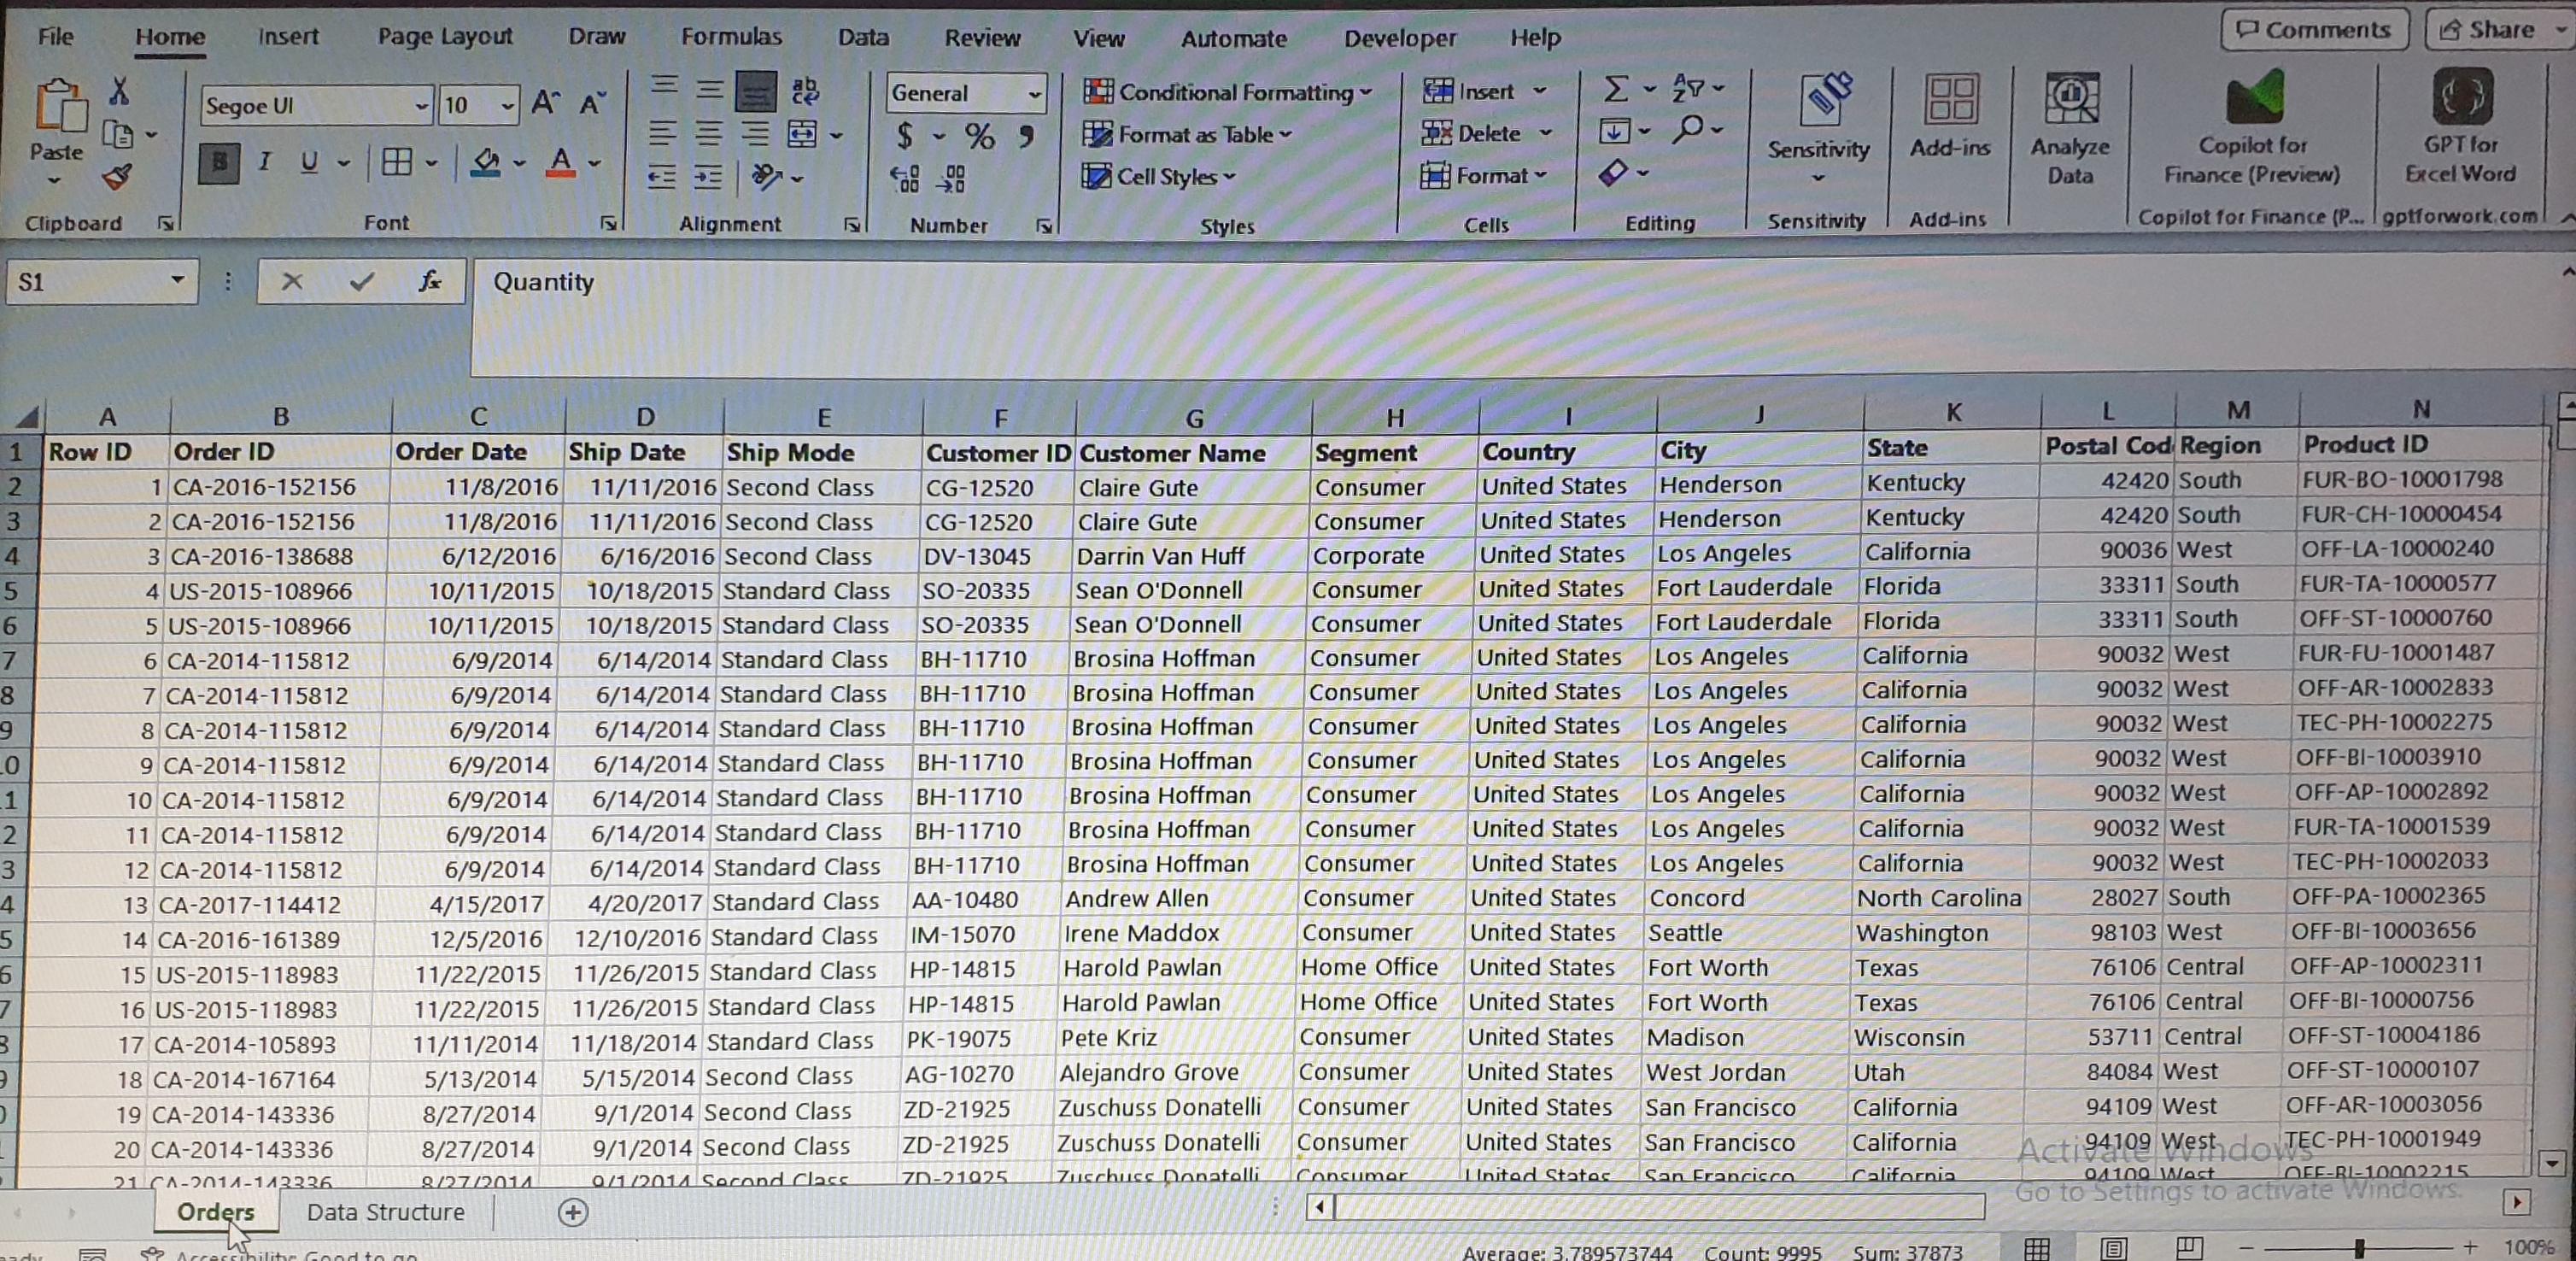 File Home Insert Page Layout Draw Formulas Data Review View Automate Developer Help Comments Share
Paste
Clipboard
Segoe UI 10
B I U
Font
Alignment
General
$ % 9
Number
Conditional Formatting
Format as Table
Cell Styles
Styles
Insert
Delete
Format
Cells
Editing
Sensitivity
Sensitivity
Add-ins
Add-ins
Analyze
Data
Copilot for
Finance (Preview)
Copilot for Finance (P...
GPT for
Excel Word
gptforwork.com
S1 fx Quantity
A B C D E F G H I J K L M N
1 Row ID Order ID Order Date Ship Date Ship Mode Customer ID Customer Name Segment Country City State Postal Cod Region Product ID
2 1 CA-2016-152156 11/8/2016 11/11/2016 Second Class CG-12520 Claire Gute Consumer United States Henderson Kentucky 42420 South FUR-BO-10001798
3 2 CA-2016-152156 11/8/2016 11/11/2016 Second Class CG-12520 Claire Gute Consumer United States Henderson Kentucky 42420 South FUR-CH-10000454
4 3 CA-2016-138688 6/12/2016 6/16/2016 Second Class DV-13045 Darrin Van Huff Corporate United States Los Angeles California 90036 West OFF-LA-10000240
5 4 US-2015-108966 10/11/2015 10/18/2015 Standard Class SO-20335 Sean O'Donnell Consumer United States Fort Lauderdale Florida 33311 South FUR-TA-10000577
6 5 US-2015-108966 10/11/2015 10/18/2015 Standard Class SO-20335 Sean O'Donnell Consumer United States Fort Lauderdale Florida 33311 South OFF-ST-10000760
7 6 CA-2014-115812 6/9/2014 6/14/2014 Standard Class BH-11710 Brosina Hoffman Consumer United States Los Angeles California 90032 West FUR-FU-10001487
8 7 CA-2014-115812 6/9/2014 6/14/2014 Standard Class BH-11710 Brosina Hoffman Consumer United States Los Angeles California 90032 West OFF-AR-10002833
9 8 CA-2014-115812 6/9/2014 6/14/2014 Standard Class BH-11710 Brosina Hoffman Consumer United States Los Angeles California 90032 West TEC-PH-10002275
0 9 CA-2014-115812 6/9/2014 6/14/2014 Standard Class BH-11710 Brosina Hoffman Consumer United States Los Angeles California 90032 West OFF-BI-10003910
1 10 CA-2014-115812 6/9/2014 6/14/2014 Standard Class BH-11710 Brosina Hoffman Consumer United States Los Angeles California 90032 West OFF-AP-10002892
2 11 CA-2014-115812 6/9/2014 6/14/2014 Standard Class BH-11710 Brosina Hoffman Consumer United States Los Angeles California 90032 West FUR-TA-10001539
3 12 CA-2014-115812 6/9/2014 6/14/2014 Standard Class BH-11710 Brosina Hoffman Consumer United States Los Angeles California 90032 West TEC-PH-10002033
4 13 CA-2017-114412 4/15/2017 4/20/2017 Standard Class AA-10480 Andrew Allen Consumer United States Concord North Carolina 28027 South OFF-PA-10002365
5 14 CA-2016-161389 12/5/2016 12/10/2016 Standard Class IM-15070 Irene Maddox Consumer United States Seattle Washington 98103 West OFF-BI-10003656
6 15 US-2015-118983 11/22/2015 11/26/2015 Standard Class HP-14815 Harold Pawlan Home Office United States Fort Worth Texas 76106 Central OFF-AP-10002311
7 16 US-2015-118983 11/22/2015 11/26/2015 Standard Class HP-14815 Harold Pawlan Home Office United States Fort Worth Texas 76106 Central OFF-BI-10000756
8 17 CA-2014-105893 11/11/2014 11/18/2014 Standard Class PK-19075 Pete Kriz Consumer United States Madison Wisconsin 53711 Central OFF-ST-10004186
9 18 CA-2014-167164 5/13/2014 5/15/2014 Second Class AG-10270 Alejandro Grove Consumer United States West Jordan Utah 84084 West OFF-ST-10000107
0 19 CA-2014-143336 8/27/2014 9/1/2014 Second Class ZD-21925 Zuschuss Donatelli Consumer United States San Francisco California 94109 West OFF-AR-10003056
20 CA-2014-143336 8/27/2014 9/1/2014 Second Class ZD-21925 Zuschuss Donatelli Consumer United States San Francisco California 94109 West TEC-PH-10001949
21 CA-2014-143336 8/27/2014 9/1/2014 Second Class ZD-21925 Zuschuss Donatelli Consumer United States San Francisco California 94109 West OFF-BI-10002215
Activate Windows
Go to Settings to activate Windows.
Orders Data Structure
Accessibility: Good to go Average: 3.789573744 Count: 9995 Sum: 37873 100%